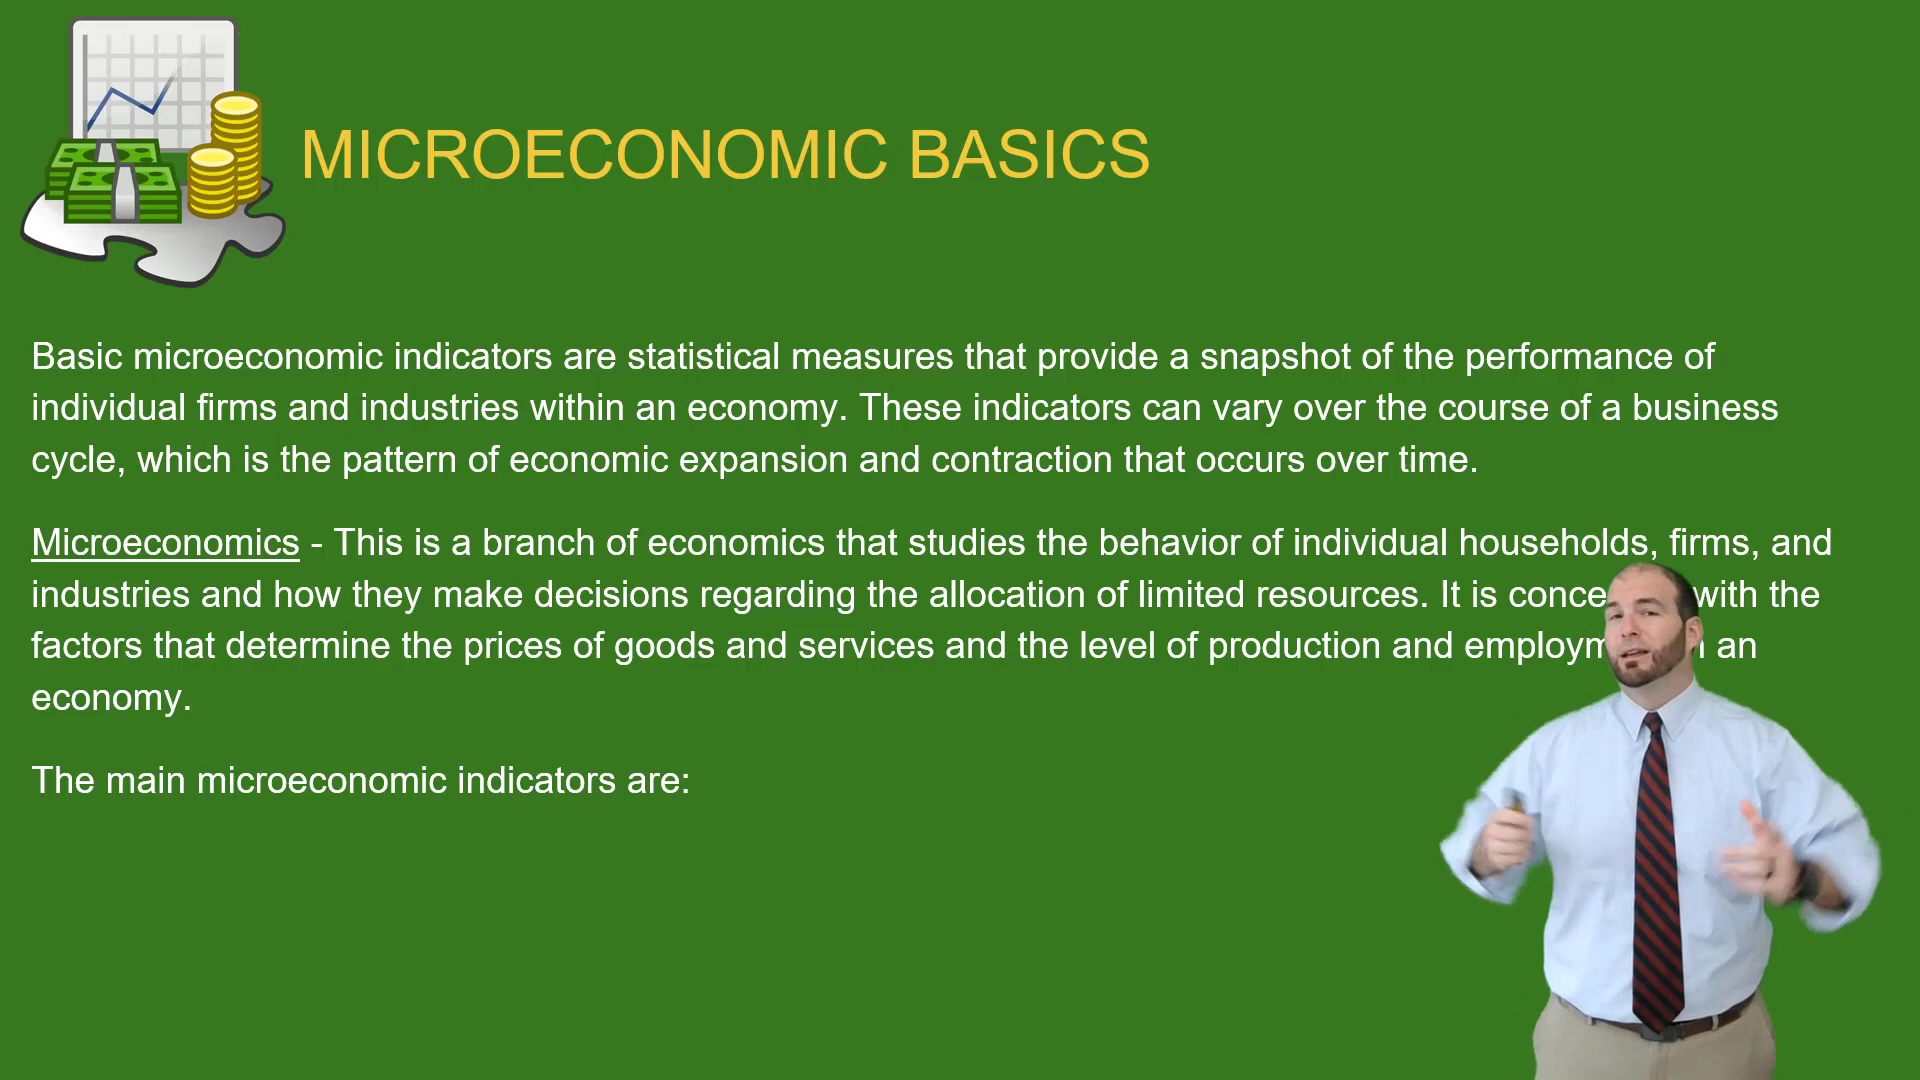 MICROECONOMIC BASICS
Basic microeconomic indicators are statistical measures that provide a snapshot of the performance of
individual firms and industries within an economy. These indicators can vary over the course of a business
cycle, which is the pattern of economic expansion and contraction that occurs over time.
Microeconomics - This is a branch of economics that studies the behavior of individual households, firms, and
industries and how they make decisions regarding the allocation of limited resources. It is with the
factors that determine the prices of goods and services and the level of production and an
economy.
The main microeconomic indicators are: